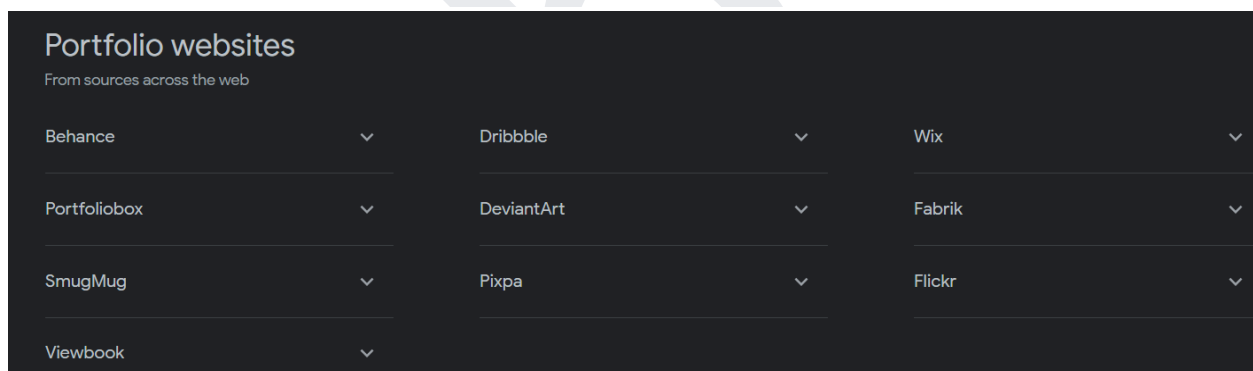 Portfolio websites
From sources across the web
Behance
Dribbble
Wix
Portfoliobox
DeviantArt
Fabrik
SmugMug
Pixpa
Flickr
Viewbook